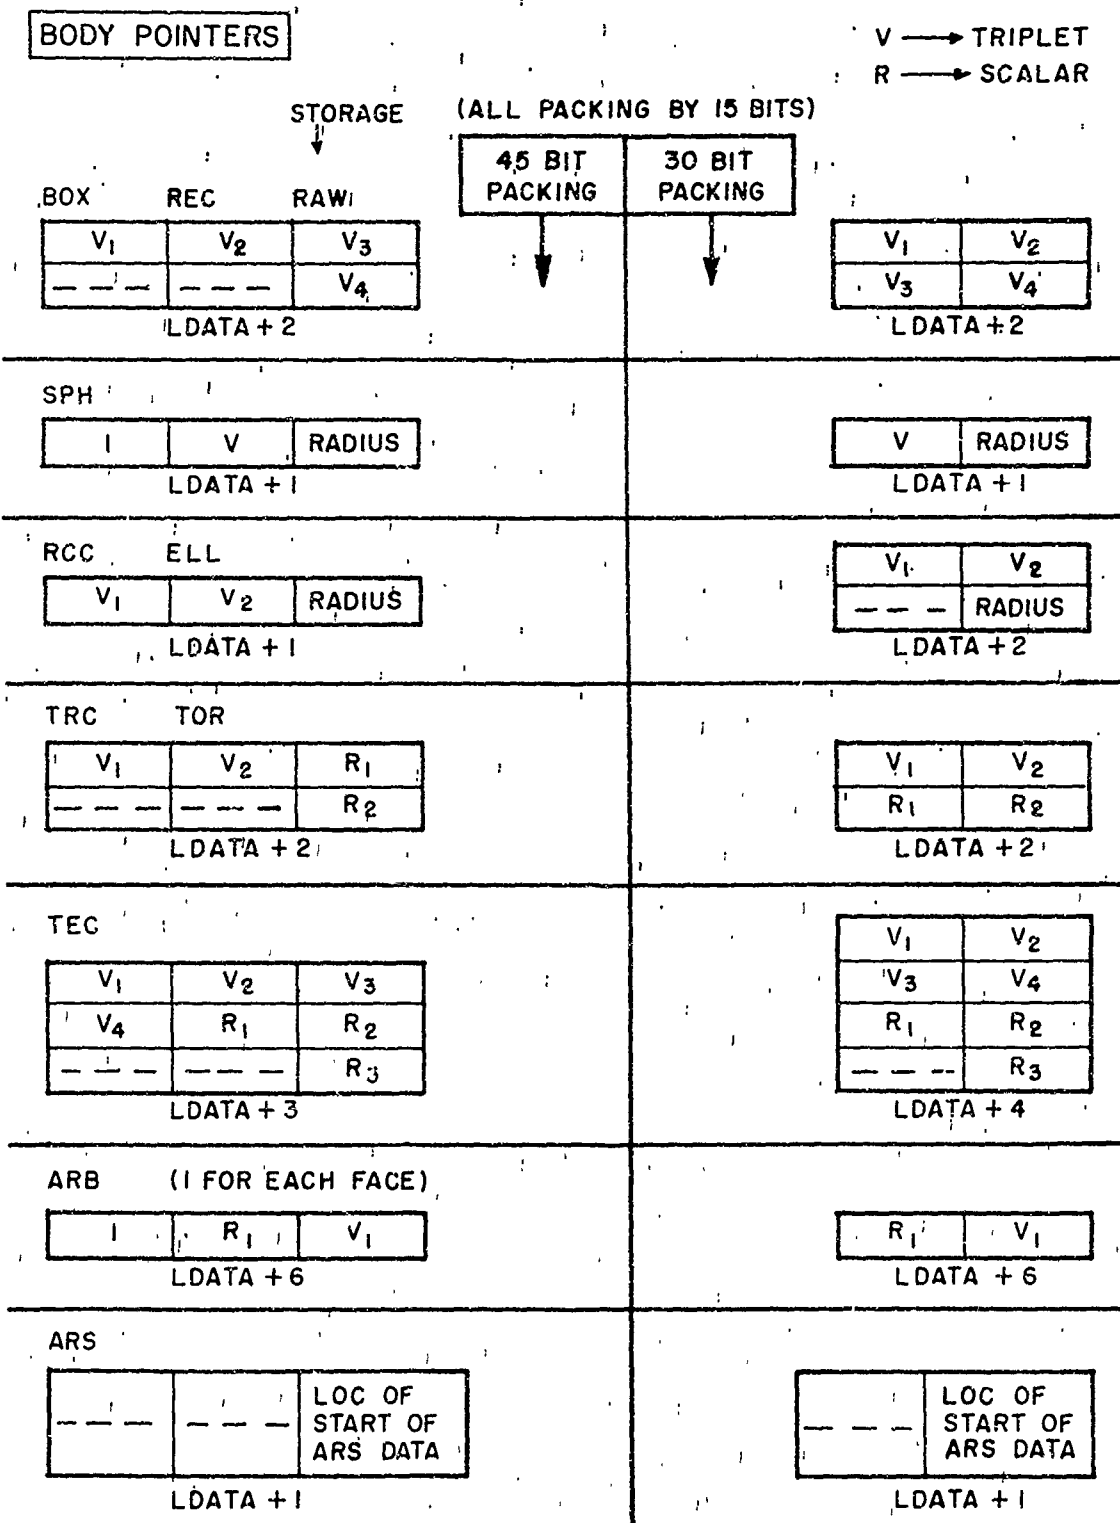 BODY POINTERS
V → TRIPLET
R → SCALAR
STORAGE
(ALL PACKING BY 15 BITS)
45 BIT PACKING 30 BIT PACKING
BOX REC RAW
V1 V2 V3
— — — — — — V4
LDATA + 2
V1 V2
V3 V4
LDATA + 2
SPH
I V RADIUS
LDATA + 1
V RADIUS
LDATA + 1
RCC ELL
V1 V2 RADIUS
LDATA + 1
V1 V2
— — — RADIUS
LDATA + 2
TRC TOR
V1 V2 R1
— — — — — — R2
LDATA + 2
V1 V2
R1 R2
LDATA + 2
TEC
V1 V2 V3
V4 R1 R2
— — — — — — R3
LDATA + 3
V1 V2
V3 V4
R1 R2
— — — R3
LDATA + 4
ARB (1 FOR EACH FACE)
I R1 V1
LDATA + 6
R1 V1
LDATA + 6
ARS
— — — — — — LOC OF
START OF
ARS DATA
LDATA + 1
— — — LOC OF
START OF
ARS DATA
LDATA + 1